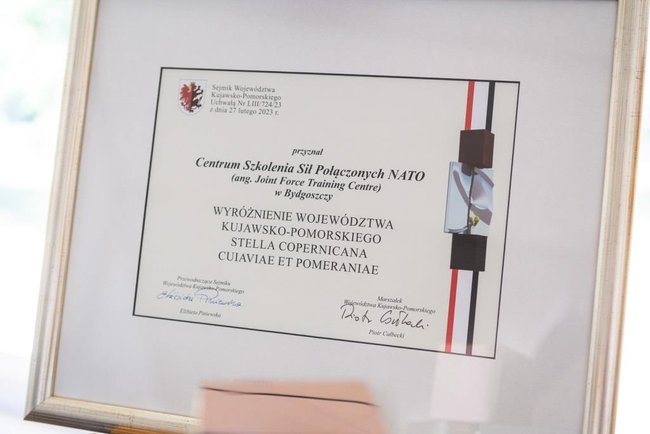 Sejmik Województwa
Kujawsko-Pomorskiego
Uchwałą Nr LIII/724/23
z dnia 27 lutego 2023 r.
przyznał
Centrum Szkolenia Sił Połączonych NATO
(ang. Joint Force Training Centre)
w Bydgoszczy
WYRÓŻNIENIE WOJEWÓDZTWA
KUJAWSKO-POMORSKIEGO
STELLA COPERNICANA
CUIAVIAE ET POMERANIAE
Przewodnicząca Sejmiku
Województwa Kujawsko-Pomorskiego
Elżbieta Piniewska
Marszałek
Województwa Kujawsko-Pomorskiego
Piotr Całbecki